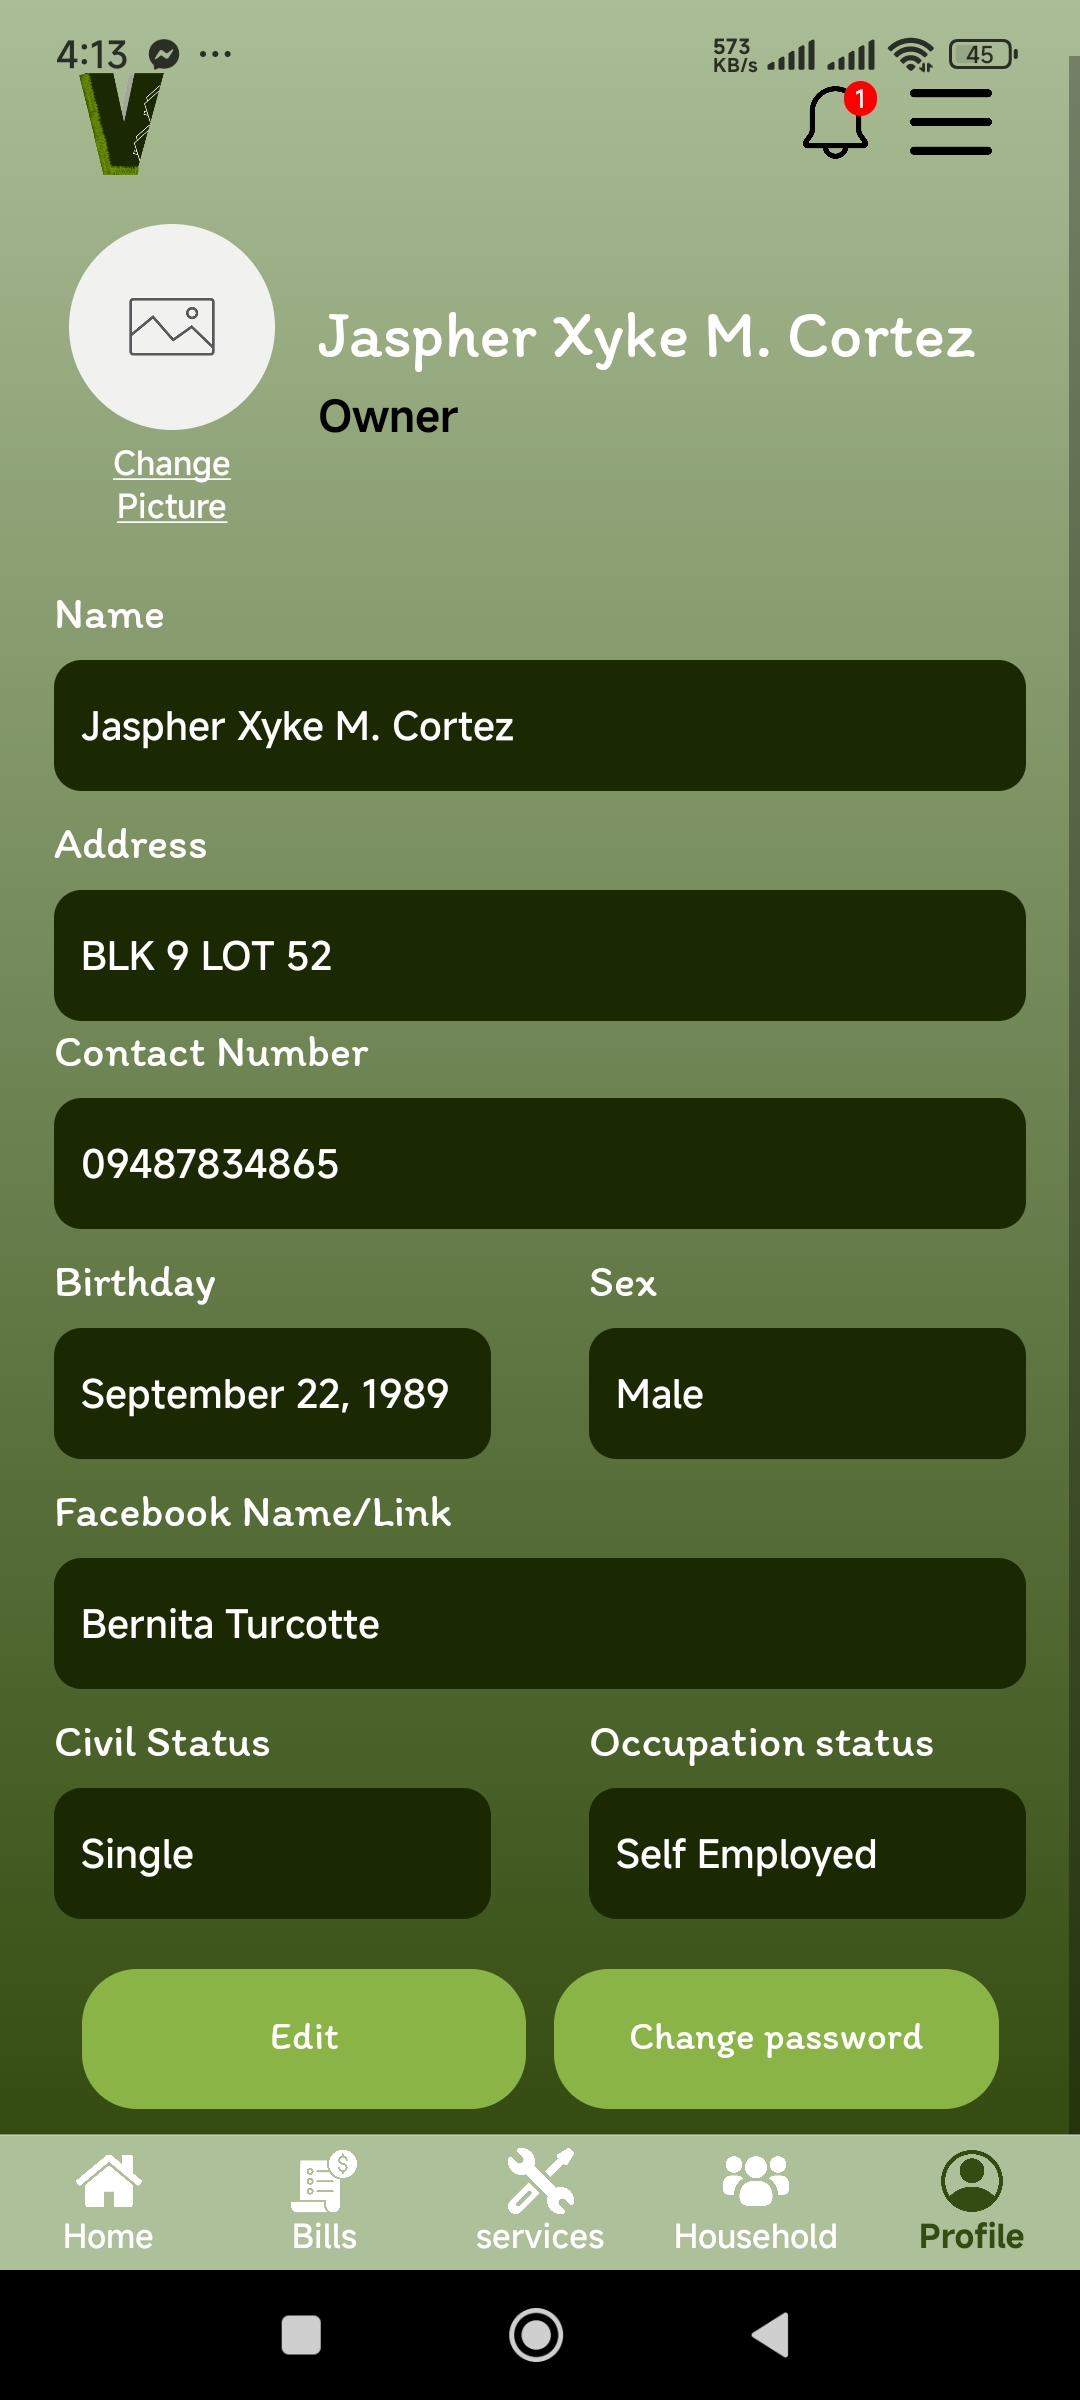 4:13
573
KB/s
45
V
1
Jaspher Xyke M. Cortez
Owner
Change
Picture
Name
Jaspher Xyke M. Cortez
Address
BLK 9 LOT 52
Contact Number
09487834865
Birthday
Sex
September 22, 1989
Male
Facebook Name/Link
Bernita Turcotte
Civil Status
Occupation status
Single
Self Employed
Edit
Change password
Home
Bills
services
Household
Profile